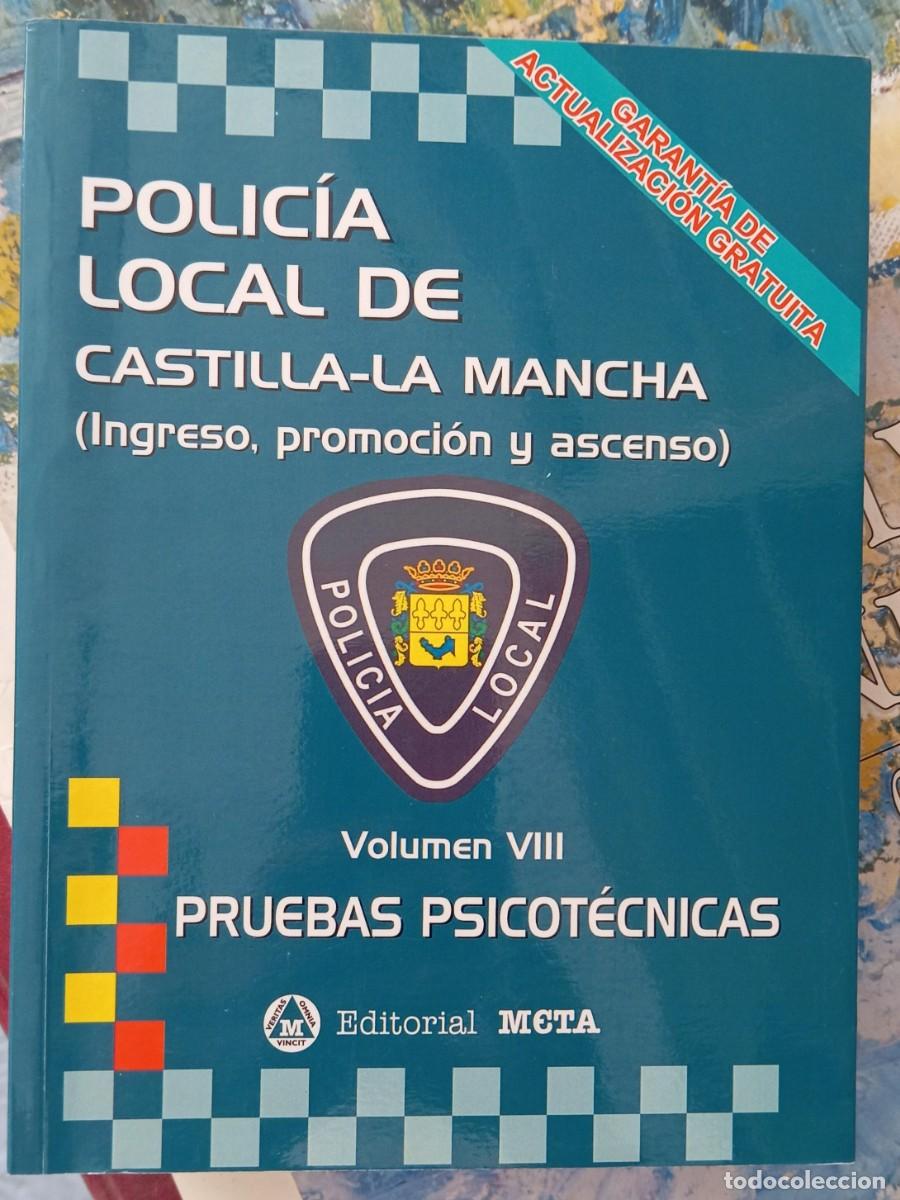 GARANTÍA DE
ACTUALIZACIÓN GRATUITA
POLICÍA
LOCAL DE
CASTILLA-LA MANCHA
(Ingreso, promoción y ascenso)
POLICIA LOCAL
Volumen VIII
PRUEBAS PSICOTÉCNICAS
VERITAS OMNIA VINCIT
M
Editorial META
todocoleccion